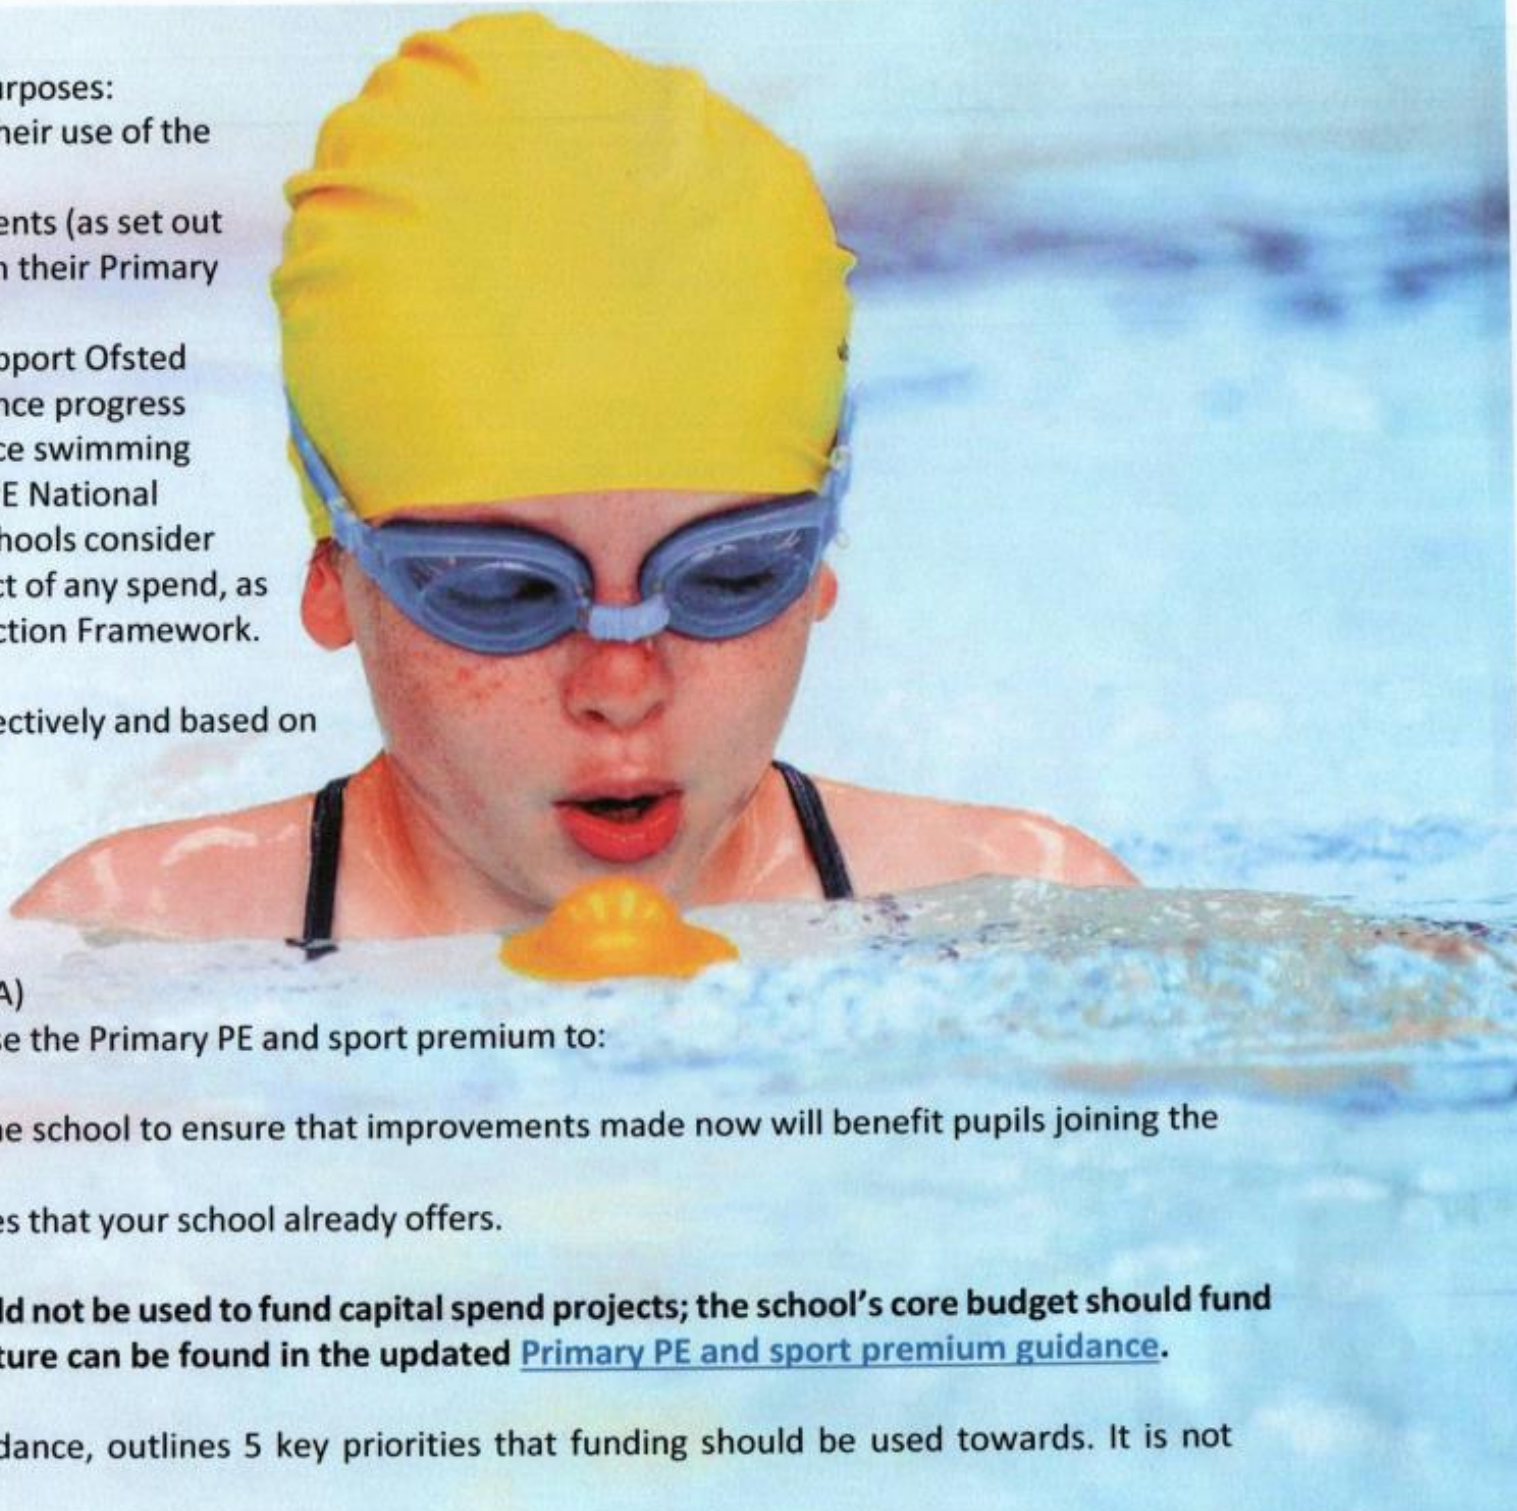 urposes:
heir use of the
ents (as set out
n their Primary
pport Ofsted
nce progress
ce swimming
E National
hools consider
ct of any spend, as
ction Framework.
ectively and based on
A)
se the Primary PE and sport premium to:
he school to ensure that improvements made now will benefit pupils joining the
es that your school already offers.
ld not be used to fund capital spend projects; the school's core budget should fund
ture can be found in the updated Primary PE and sport premium guidance.
dance, outlines 5 key priorities that funding should be used towards. It is not